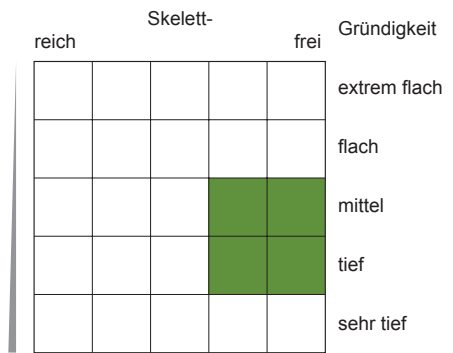 Skelett-
reich frei
Gründigkeit
extrem flach
flach
mittel
tief
sehr tief